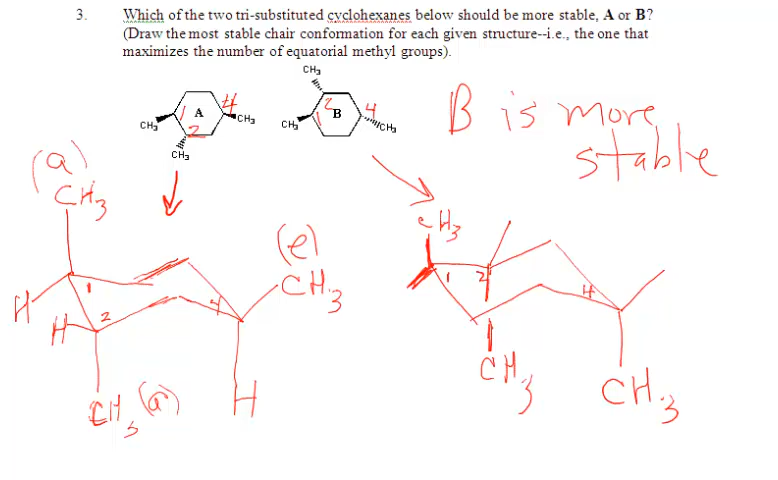 3. Which of the two tri-substituted cyclohexanes below should be more stable, A or B?
(Draw the most stable chair conformation for each given structure--i.e., the one that
maximizes the number of equatorial methyl groups).
CH3
1 A 4 CH3
CH3 2
CH3
2 B 4
CH3 1 CH3
B is more
stable
(a)
CH3
(e)
CH3
CH3
1
H
H 2
4
1 2 4
CH3 (a)
H
CH3
CH3